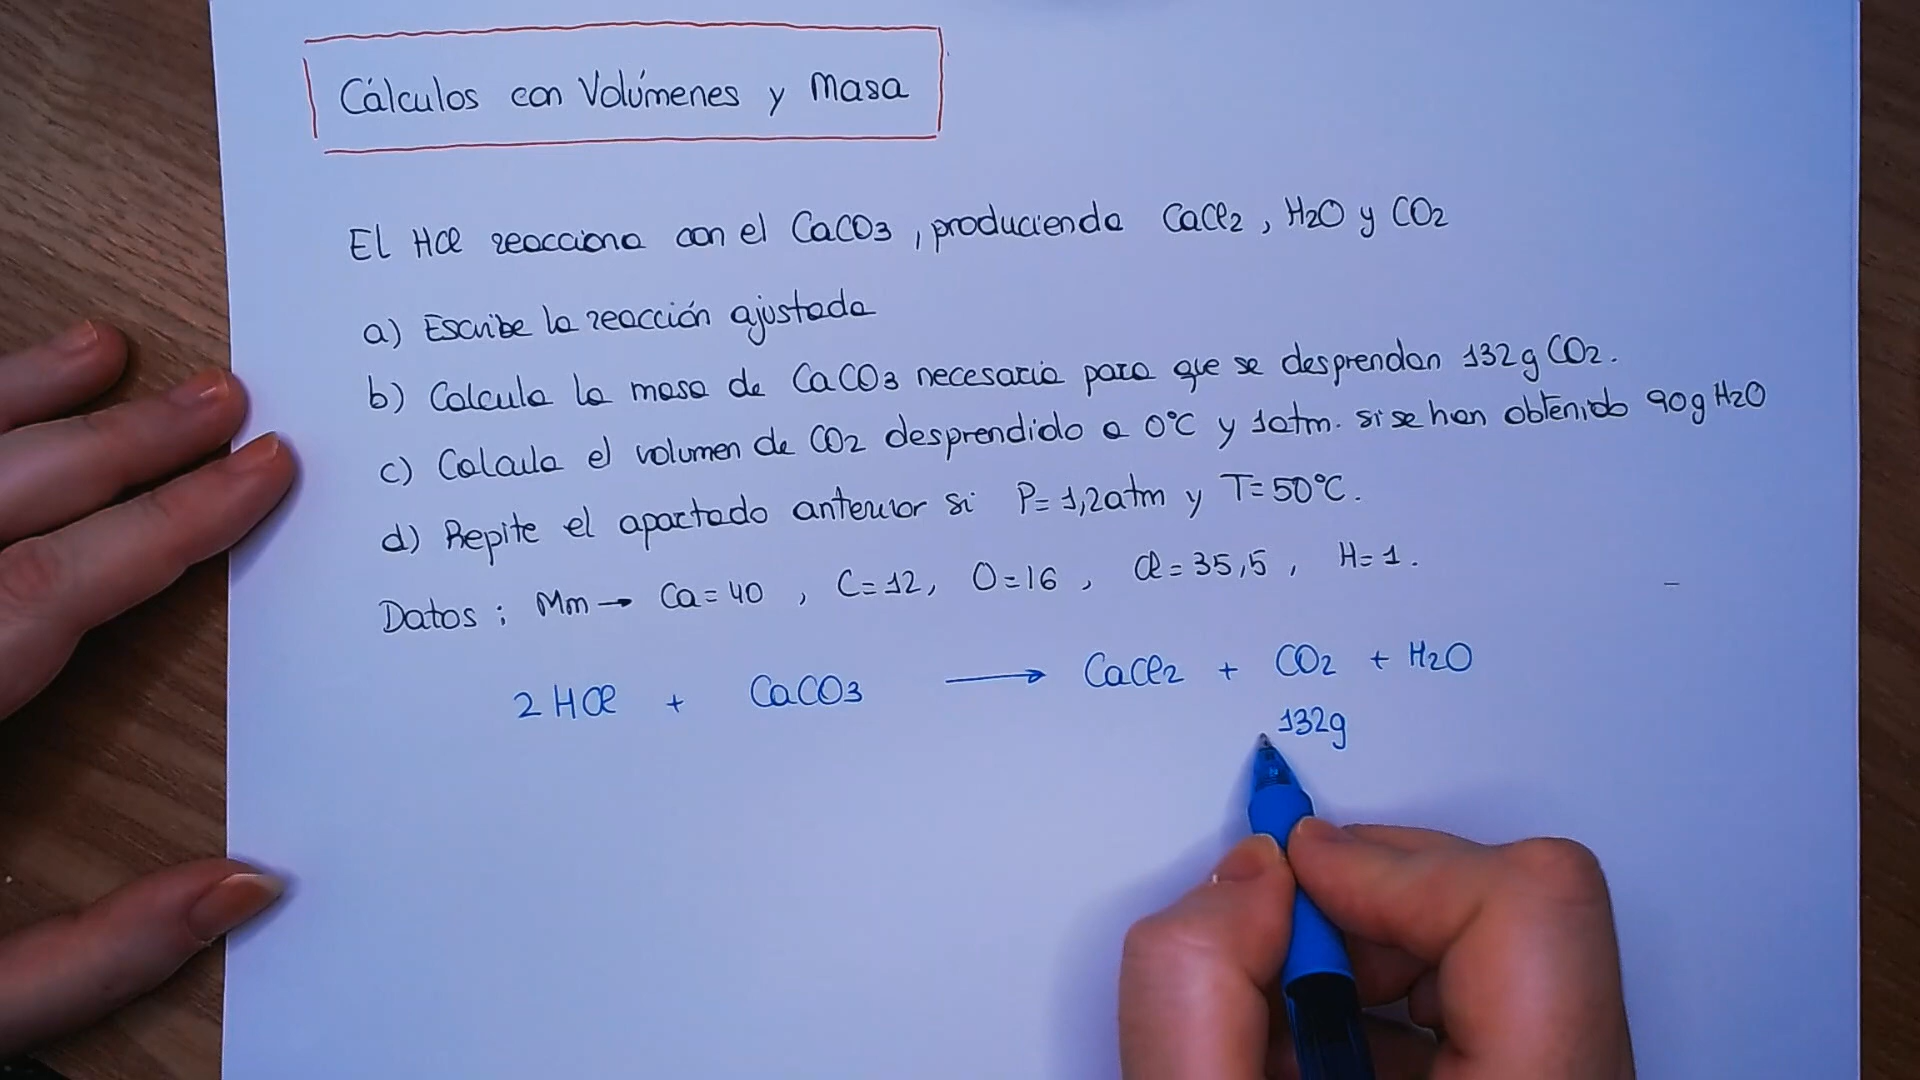 Cálculos con Volúmenes y Masa
El HCl reacciona con el CaCO3, produciendo CaCl2, H2O y CO2
a) Escribe la reacción ajustada
b) Calcula la masa de CaCO3 necesaria para que se desprendan 132g CO2.
c) Calcula el volumen de CO2 desprendido a 0°C y 1atm. si se han obtenido 90g H2O
d) Repite el apartado anterior si P=1,2atm y T=50°C.
Datos: Mm → Ca=40, C=12, O=16, Cl=35,5, H=1.
2 HCl + CaCO3 → CaCl2 + CO2 + H2O
132g